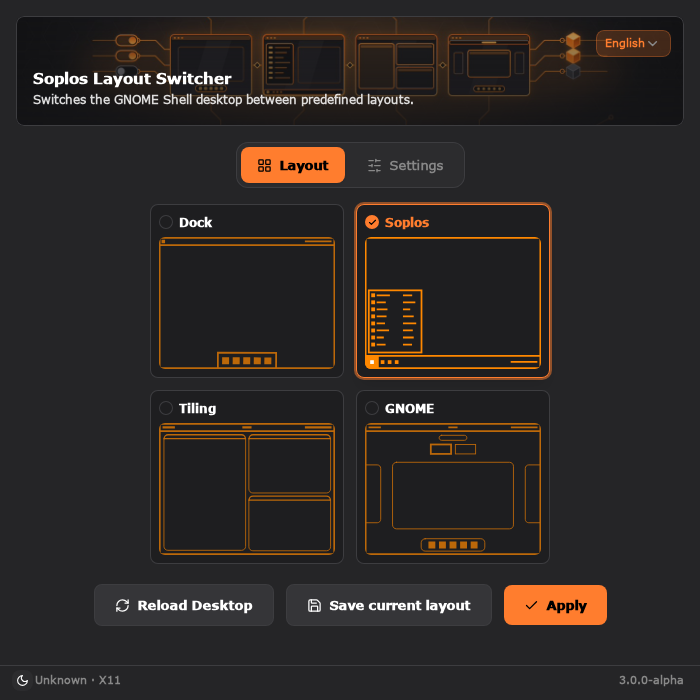 Soplos Layout Switcher
English
Switches the GNOME Shell desktop between predefined layouts.
Layout
Settings
Dock
Soplos
Tiling
GNOME
Reload Desktop
Save current layout
Apply
Unknown · X11
3.0.0-alpha